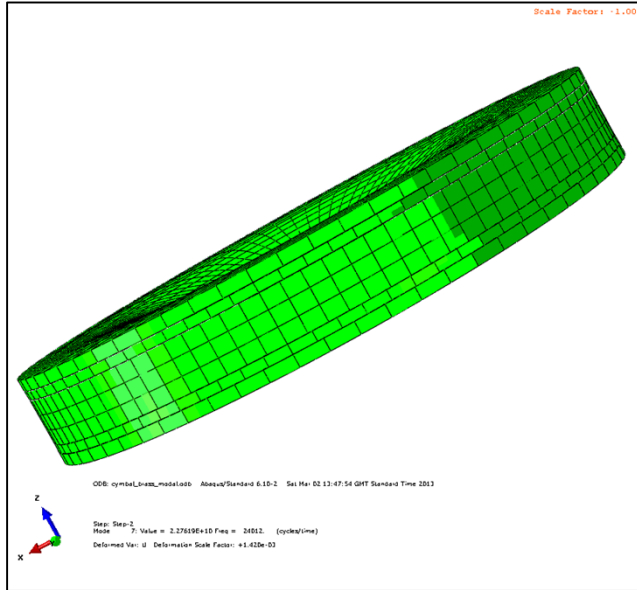 Scale Factor: -1.00
ODB: cymbal_brass_modal.odb Abaqus/Standard 6.10-2 Sat Mar 02 13:47:54 GMT Standard Time 2013
Z
X
Step: Step-2
Mode 7: Value = 2.27619E+10 Freq = 24012. (cycles/time)
Deformed Var: U Deformation Scale Factor: +1.420e-03